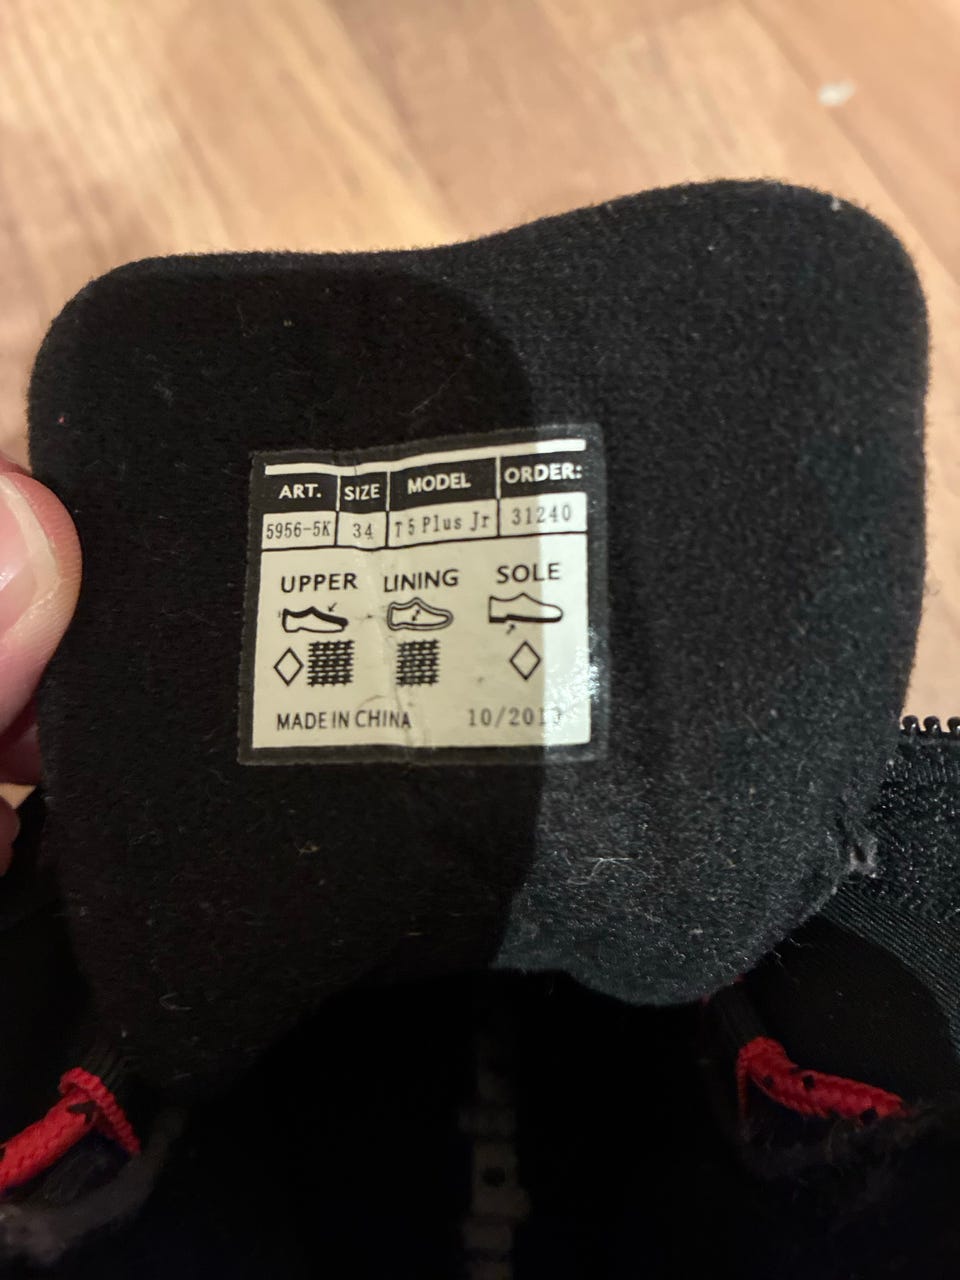 ART. SIZE MODEL ORDER:
5956-5K 34 T5 Plus Jr 31240
UPPER LINING SOLE
MADE IN CHINA